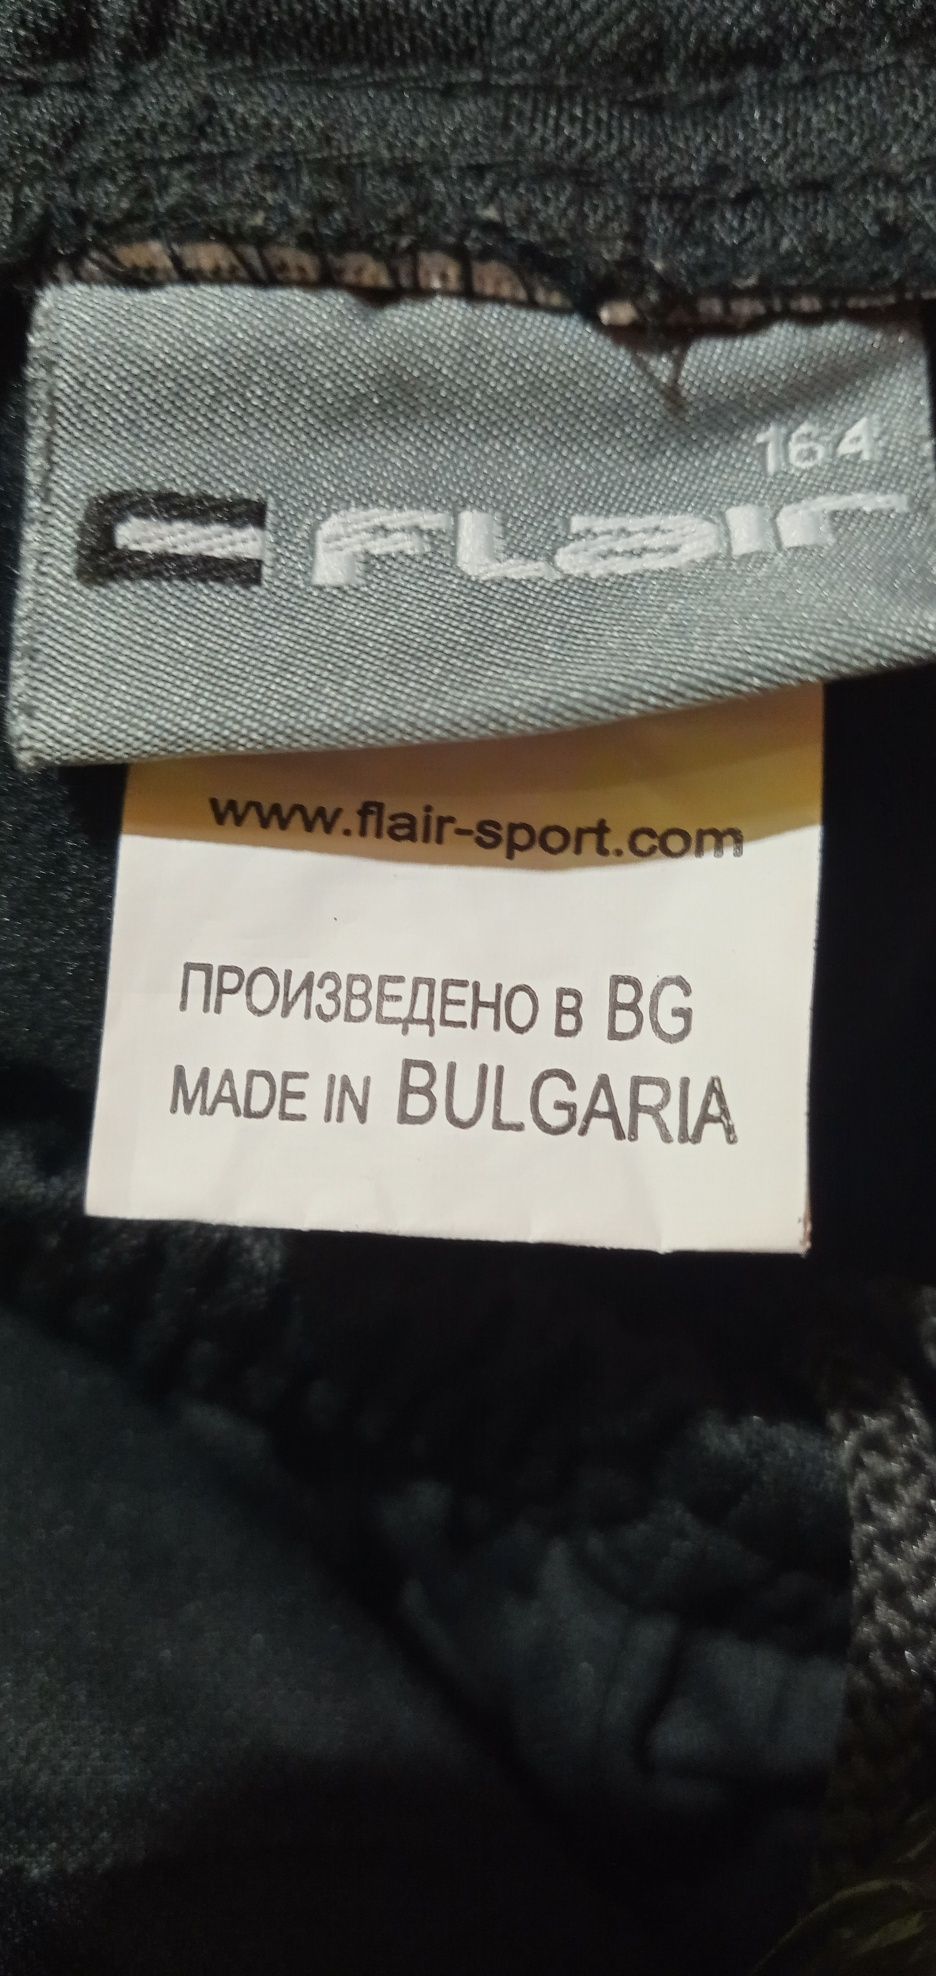 164
FLair
www.flair-sport.com
ПРОИЗВЕДЕНО В BG
MADE IN BULGARIA